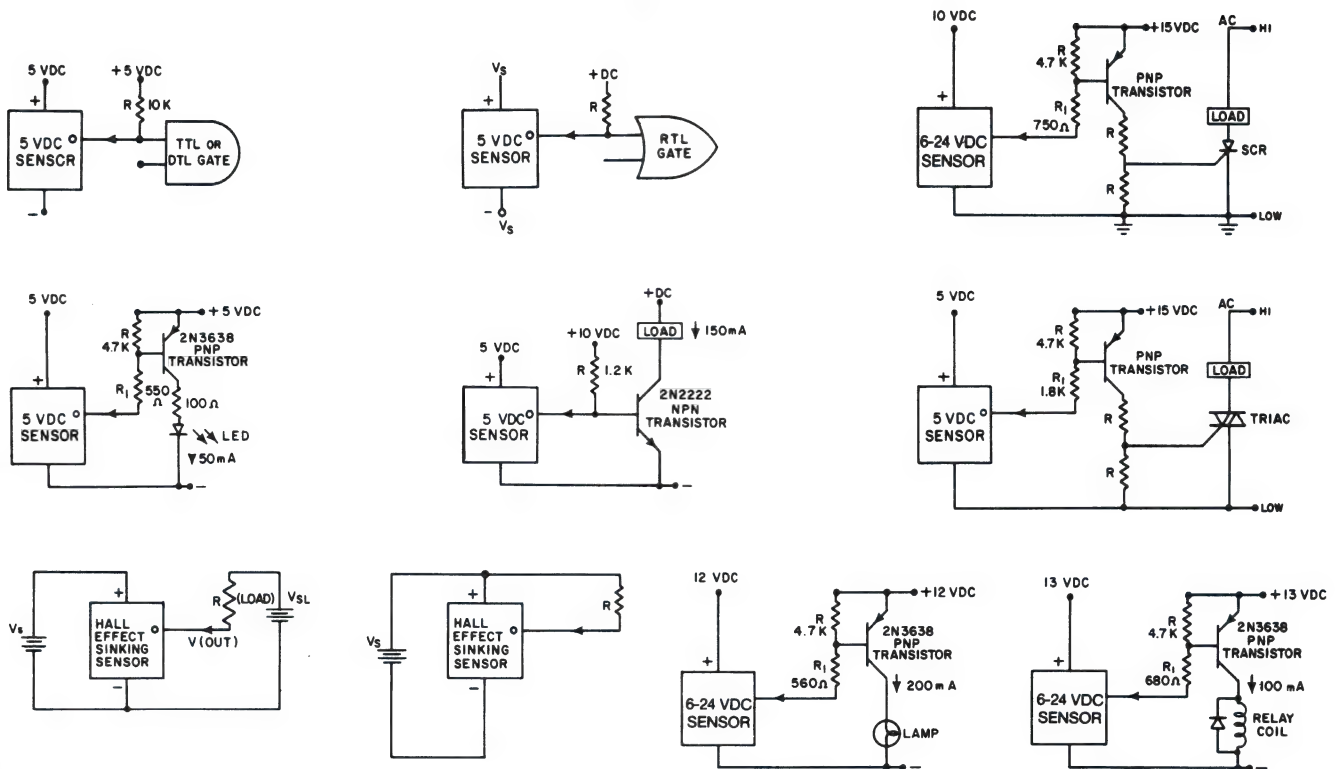 5 VDC
+5 VDC
+
R 10K
5 VDC
SENSCR
TTL OR
DTL GATE
−
VS
+DC
+
R
5 VDC
SENSOR
RTL
GATE
−
VS
10 VDC
+15VDC
AC
HI
R
4.7 K
PNP
TRANSISTOR
+
R1
750Ω
LOAD
6-24 VDC
SENSOR
R
SCR
R
LOW
5 VDC
+5 VDC
R
4.7K
2N3638
PNP
TRANSISTOR
+
R1
550
Ω
100Ω
5 VDC
SENSOR
LED
50mA
−
+DC
LOAD
150mA
+10 VDC
5 VDC
R
1.2 K
+
2N2222
NPN
TRANSISTOR
5 VDC
SENSOR
−
5 VDC
+15VDC
AC
HI
R
4.7K
PNP
TRANSISTOR
+
R1
1.8K
LOAD
5 VDC
SENSOR
R
TRIAC
R
LOW
+
R
(LOAD)
VSL
VS
HALL
EFFECT
SINKING
SENSOR
V(OUT)
−
+
R
VS
HALL
EFFECT
SINKING
SENSOR
−
12 VDC
+12 VDC
R
4.7 K
2N3638
PNP
TRANSISTOR
+
R1
560Ω
200mA
6-24 VDC
SENSOR
LAMP
−
13 VDC
+13VDC
R
4.7 K
2N3638
PNP
TRANSISTOR
+
R1
680Ω
100mA
6-24 VDC
SENSOR
RELAY
COIL
−